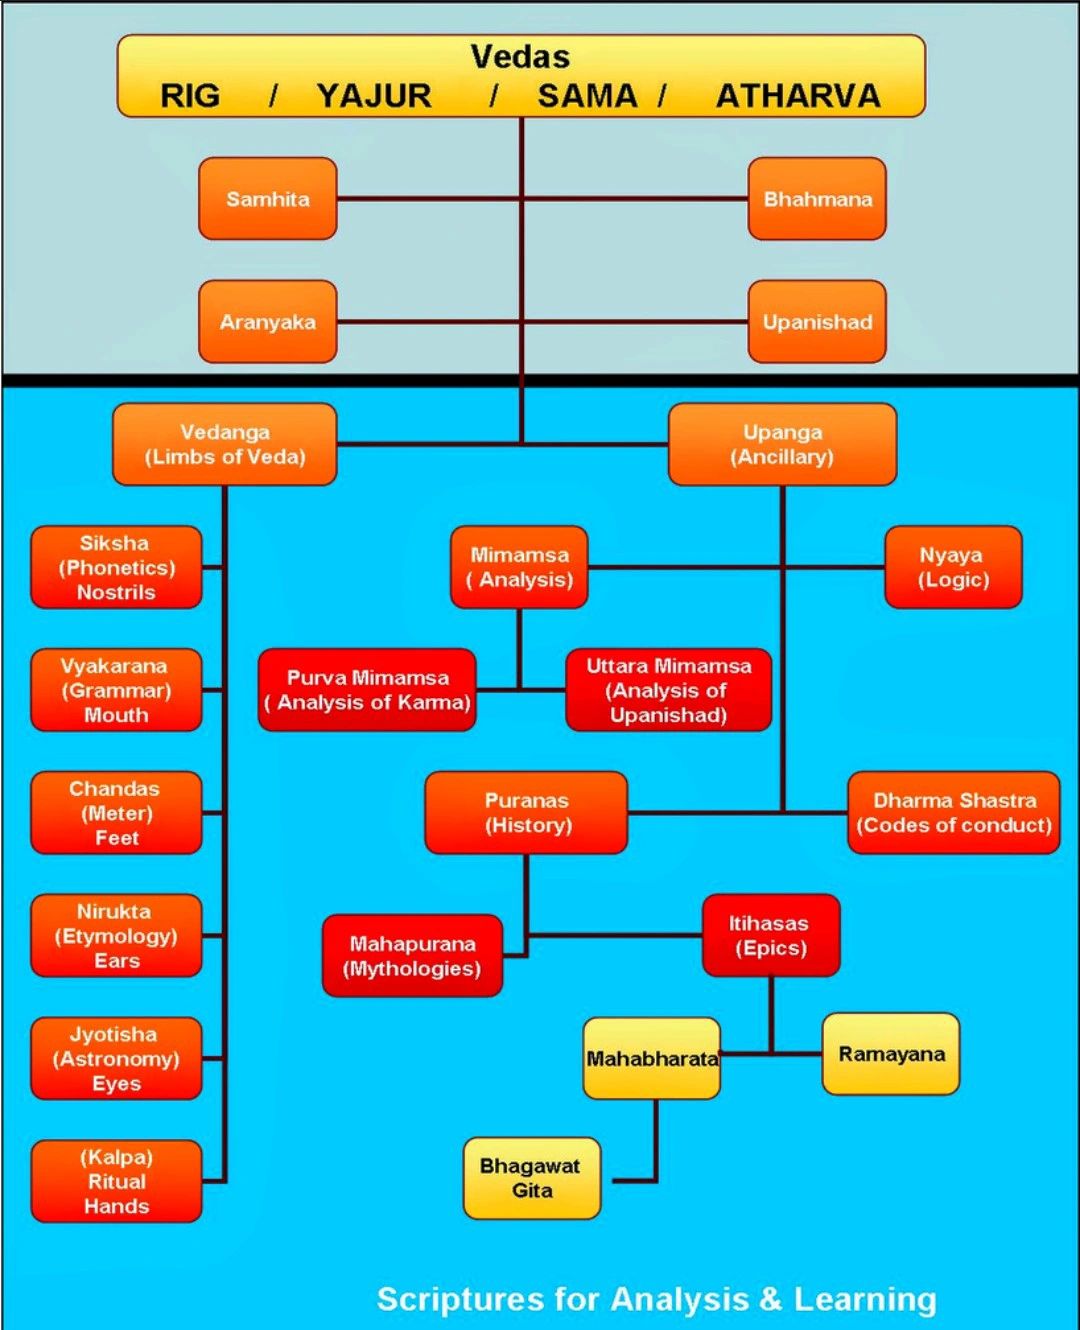 Vedas
RIG / YAJUR / SAMA / ATHARVA
Samhita
Bhahmana
Aranyaka
Upanishad
Vedanga
(Limbs of Veda)
Upanga
(Ancillary)
Siksha
(Phonetics)
Nostrils
Mimamsa
( Analysis)
Nyaya
(Logic)
Vyakarana
(Grammar)
Mouth
Purva Mimamsa
( Analysis of Karma)
Uttara Mimamsa
(Analysis of
Upanishad)
Chandas
(Meter)
Feet
Puranas
(History)
Dharma Shastra
(Codes of conduct)
Nirukta
(Etymology)
Ears
Mahapurana
(Mythologies)
Itihasas
(Epics)
Jyotisha
(Astronomy)
Eyes
Mahabharata
Ramayana
(Kalpa)
Ritual
Hands
Bhagawat
Gita
Scriptures for Analysis & Learning